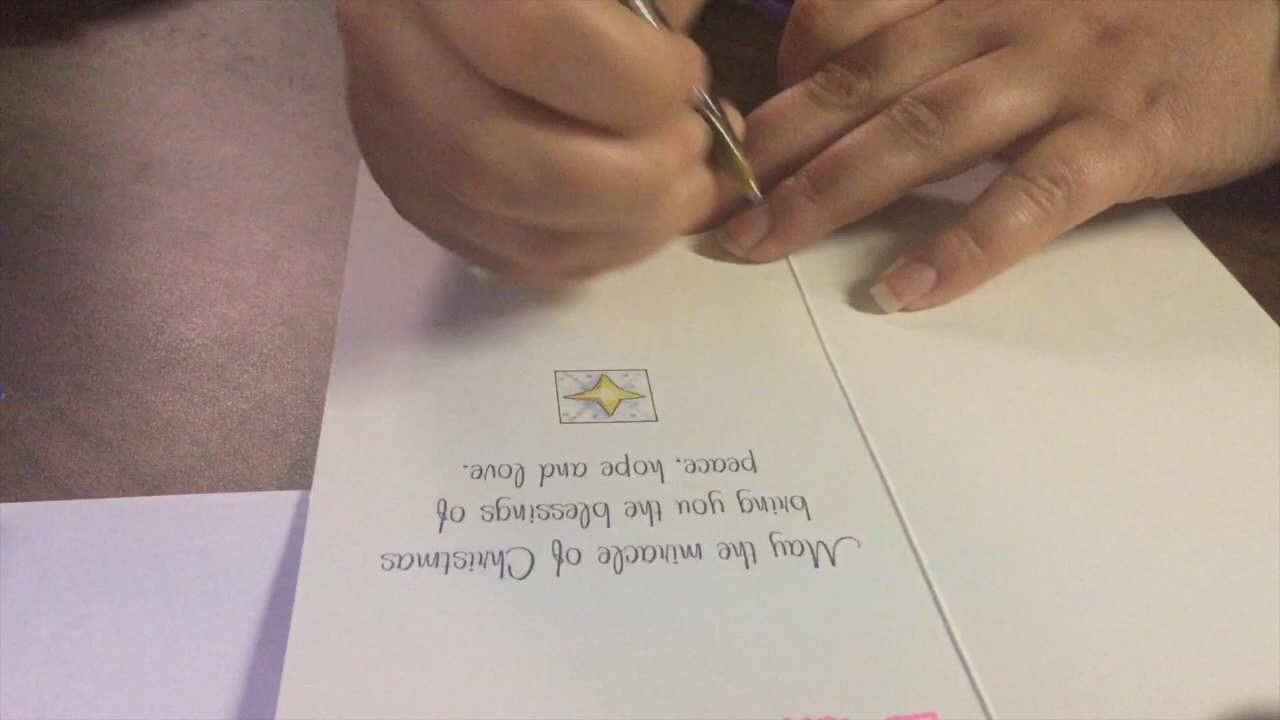 May the miracle of Christmas
bring you the blessings of
peace, hope and love.